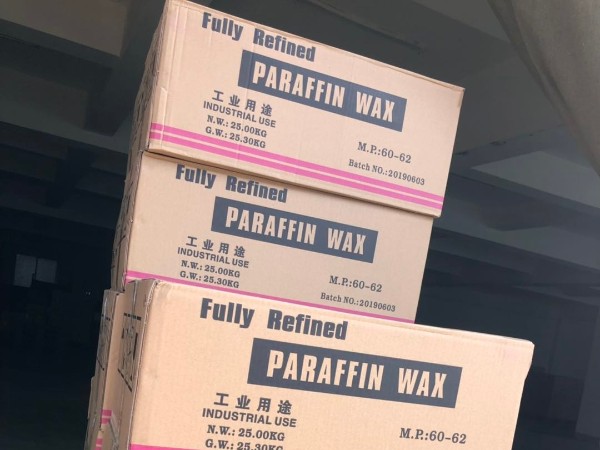 Fully Refined
PARAFFIN WAX
工业用途
INDUSTRIAL USE
N.W.: 25.00KG
G.W.: 25.30KG
M.P.:60-62
Batch NO.:20190603
Fully Refined
PARAFFIN WAX
工业用途
INDUSTRIAL USE
N.W.: 25.00KG
G.W.: 25.30KG
M.P.:60-62
Batch NO.:20190603
Fully Refined
PARAFFIN WAX
工业用途
INDUSTRIAL USE
N.W.: 25.00KG
G.W.: 25.30KG
M.P.:60-62